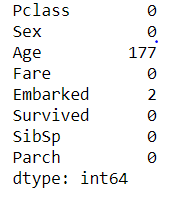 Pclass 0
Sex 0
Age 177
Fare 0
Embarked 2
Survived 0
SibSp 0
Parch 0
dtype: int64